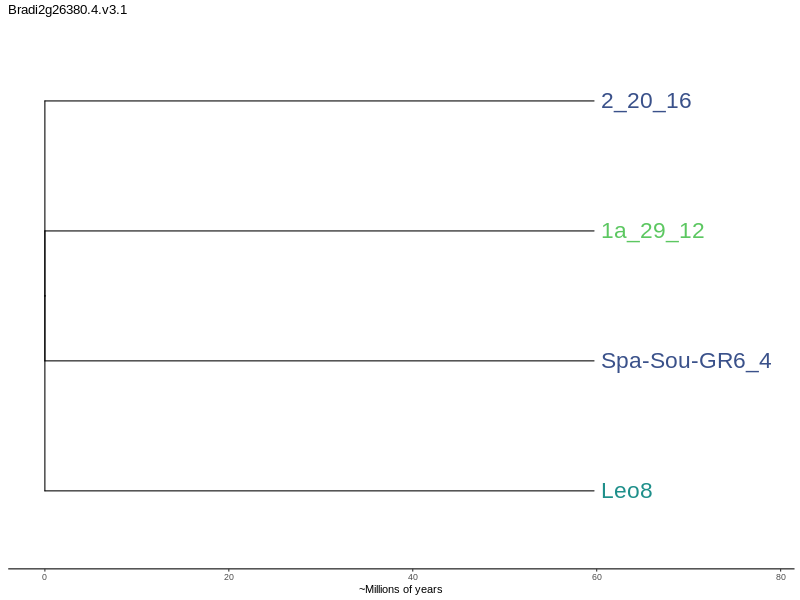 Bradi2g26380.4.v3.1
2_20_16
1a_29_12
Spa-Sou-GR6_4
Leo8
0 20 40 60 80
~Millions of years